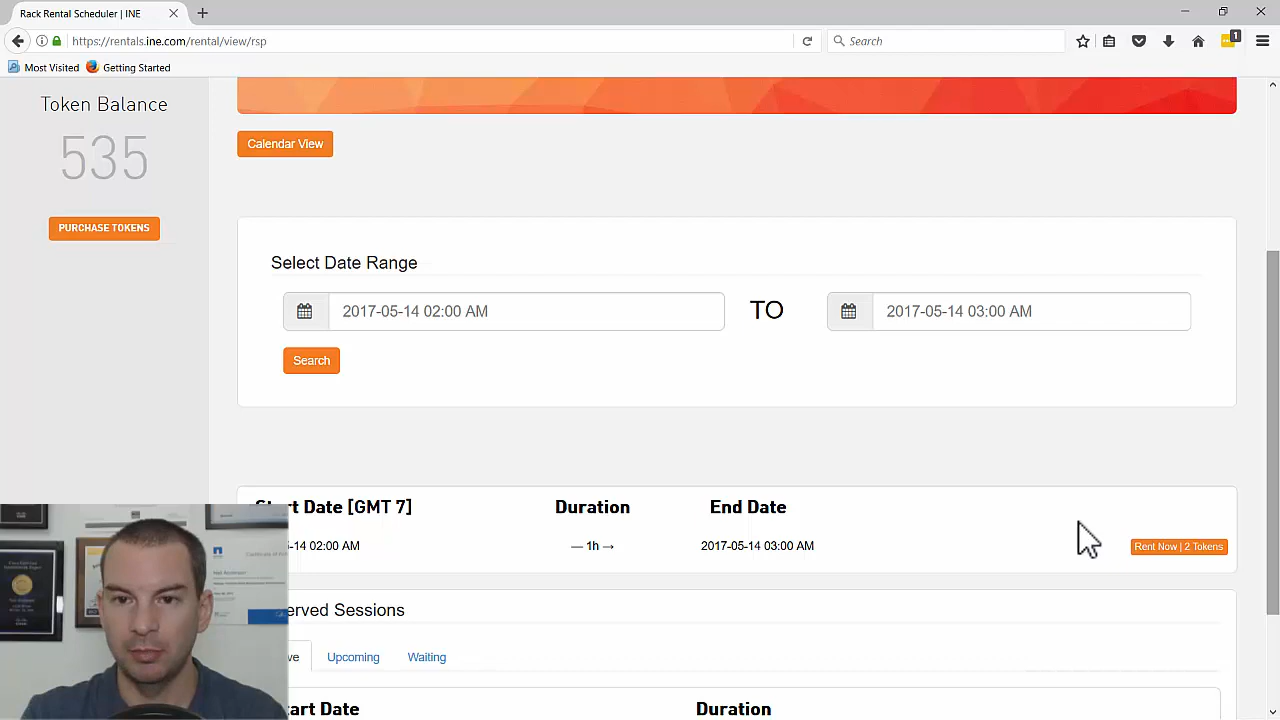 Rack Rental Scheduler | INE
https://rentals.ine.com/rental/view/rsp
Search
1
Most Visited
Getting Started
Token Balance
535
PURCHASE TOKENS
Calendar View
Select Date Range
2017-05-14 02:00 AM
TO
2017-05-14 03:00 AM
Search
rt Date [GMT 7]
Duration
End Date
-14 02:00 AM
1h →
2017-05-14 03:00 AM
Rent Now | 2 Tokens
erved Sessions
ve
Upcoming
Waiting
art Date
Duration